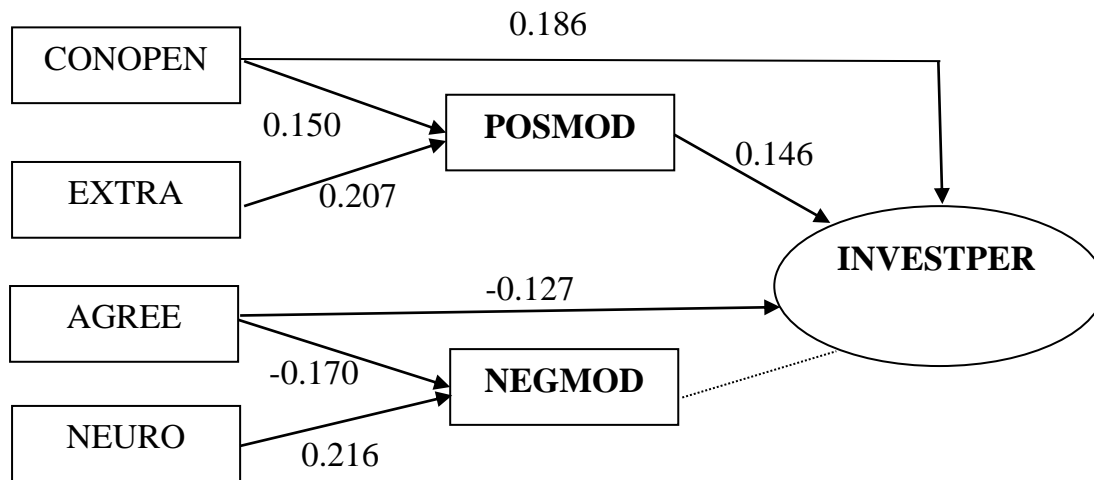 0.186
CONOPEN
0.150
POSMOD
0.146
EXTRA
0.207
INVESTPER
AGREE
-0.127
-0.170
NEGMOD
NEURO
0.216